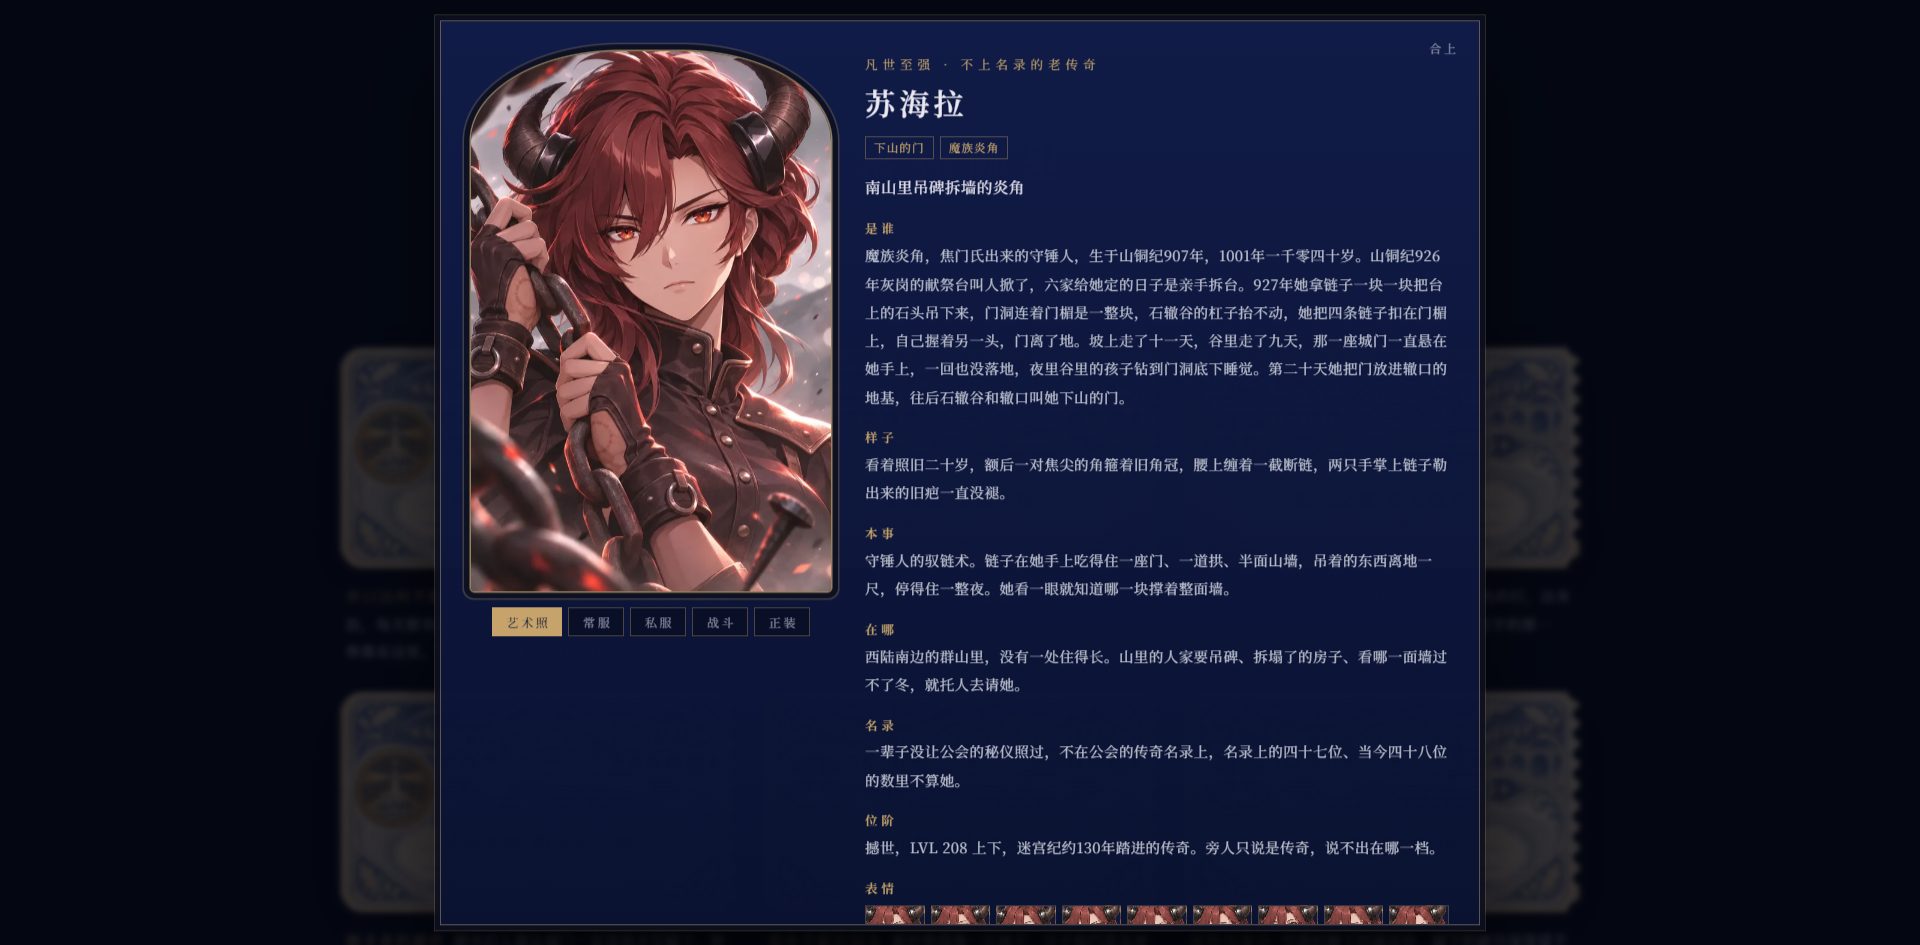 合上
凡世至强 · 不上名录的老传奇
苏海拉
下山的门 魔族炎角
南山里吊碑拆墙的炎角
是谁
魔族炎角，焦门氏出来的守锤人，生于山铜纪907年，1001年一千零四十岁。山铜纪926
年灰岗的献祭台叫人掀了，六家给她定的日子是亲手拆台。927年她拿链子一块一块把台
上的石头吊下来，门洞连着门楣是一整块，石辙谷的杠子抬不动，她把四条链子扣在门楣
上，自己握着另一头，门离了地。坡上走了十一天，谷里走了九天，那一座城门一直悬在
她手上，一回也没落地，夜里谷里的孩子钻到门洞底下睡觉。第二十天她把门放进辙口的
地基，往后石辙谷和辙口叫她下山的门。
样子
看着照旧二十岁，额后一对焦尖的角箍着旧角冠，腰上缠着一截断链，两只手掌上链子勒
出来的旧疤一直没褪。
本事
守锤人的驭链术。链子在她手上吃得住一座门、一道拱、半面山墙，吊着的东西离地一
尺，停得住一整夜。她看一眼就知道哪一块撑着整面墙。
在哪
西陆南边的群山里，没有一处住得长。山里的人家要吊碑、拆塌了的房子、看哪一面墙过
不了冬，就托人去请她。
名录
一辈子没让公会的秘仪照过，不在公会的传奇名录上，名录上的四十七位、当今四十八位
的数里不算她。
位阶
撼世，LVL 208 上下，迷宫纪约130年踏进的传奇。旁人只说是传奇，说不出在哪一档。
表情
艺术照 常服 私服 战斗 正装